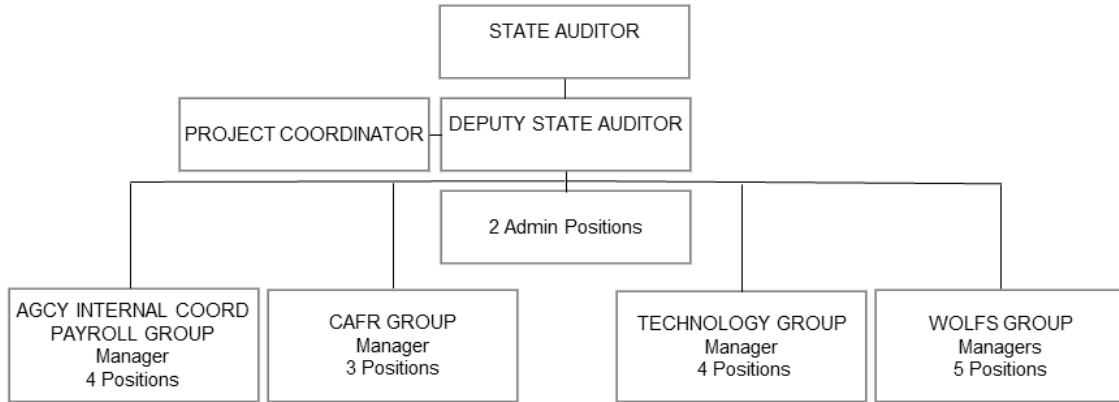 STATE AUDITOR
PROJECT COORDINATOR
DEPUTY STATE AUDITOR
2 Admin Positions
AGCY INTERNAL COORD
PAYROLL GROUP
Manager
4 Positions
CAFR GROUP
Manager
3 Positions
TECHNOLOGY GROUP
Manager
4 Positions
WOLFS GROUP
Managers
5 Positions